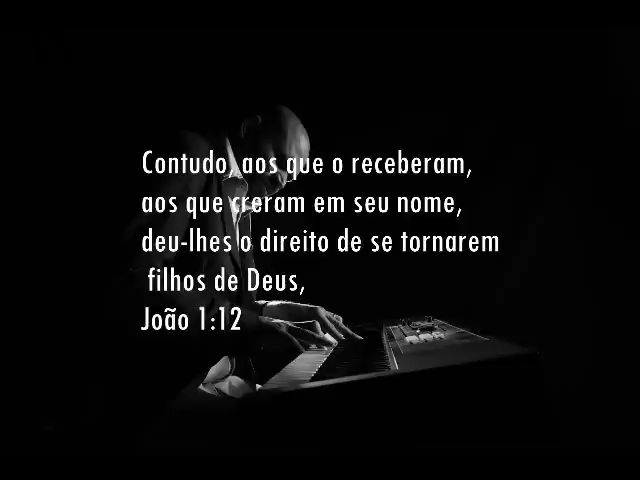 Contudo, aos que o receberam,
aos que creram em seu nome,
deu-lhes o direito de se tornarem
filhos de Deus,
João 1:12